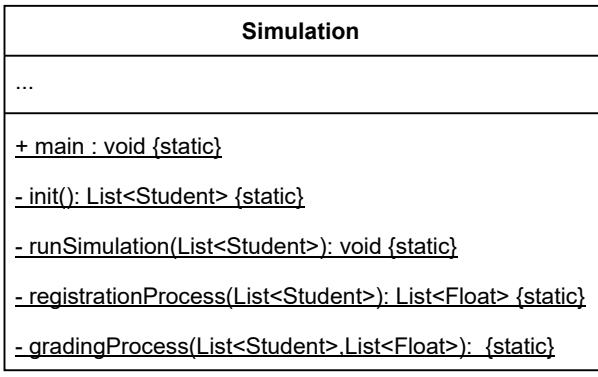 Simulation
...
+ main : void {static}
- init(): List<Student> {static}
- runSimulation(List<Student>): void {static}
- registrationProcess(List<Student>): List<Float> {static}
- gradingProcess(List<Student>,List<Float>):  {static}